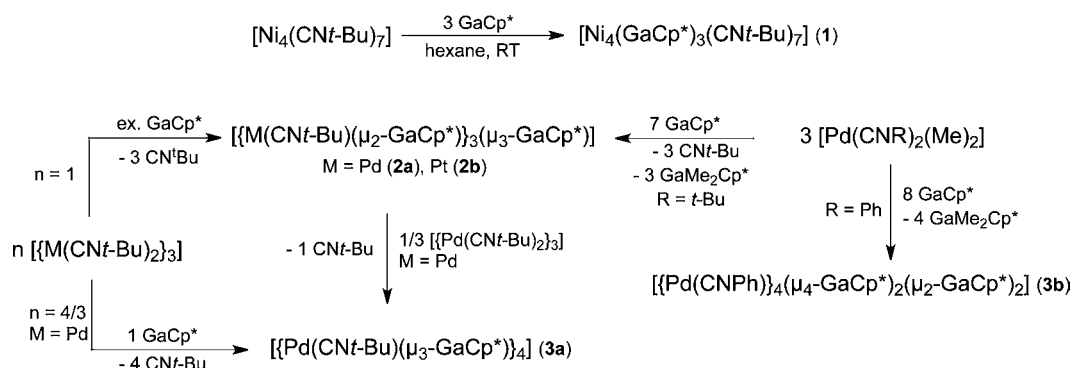 [Ni4(CNt-Bu)7] 3 GaCp* hexane, RT [Ni4(GaCp*)3(CNt-Bu)7] (1)
ex. GaCp*
- 3 CNtBu
n = 1
[{M(CNt-Bu)(μ2-GaCp*)}3(μ3-GaCp*)]
M = Pd (2a), Pt (2b)
7 GaCp*
- 3 CNt-Bu
- 3 GaMe2Cp*
R = t-Bu
3 [Pd(CNR)2(Me)2]
R = Ph
8 GaCp*
- 4 GaMe2Cp*
- 1 CNt-Bu
1/3 [{Pd(CNt-Bu)2}3]
M = Pd
n [{M(CNt-Bu)2}3]
[{Pd(CNPh)}4(μ4-GaCp*)2(μ2-GaCp*)2] (3b)
n = 4/3
M = Pd
1 GaCp*
- 4 CNt-Bu
[{Pd(CNt-Bu)(μ3-GaCp*)}4] (3a)